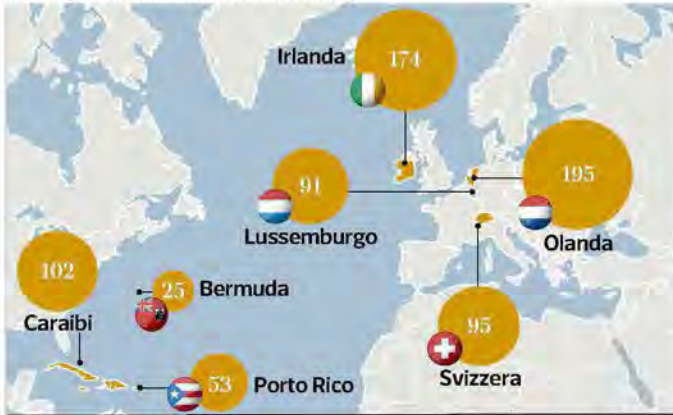 Irlanda
174
91
Lussemburgo
195
Olanda
102
Caraibi
25
Bermuda
95
Svizzera
53
Porto Rico